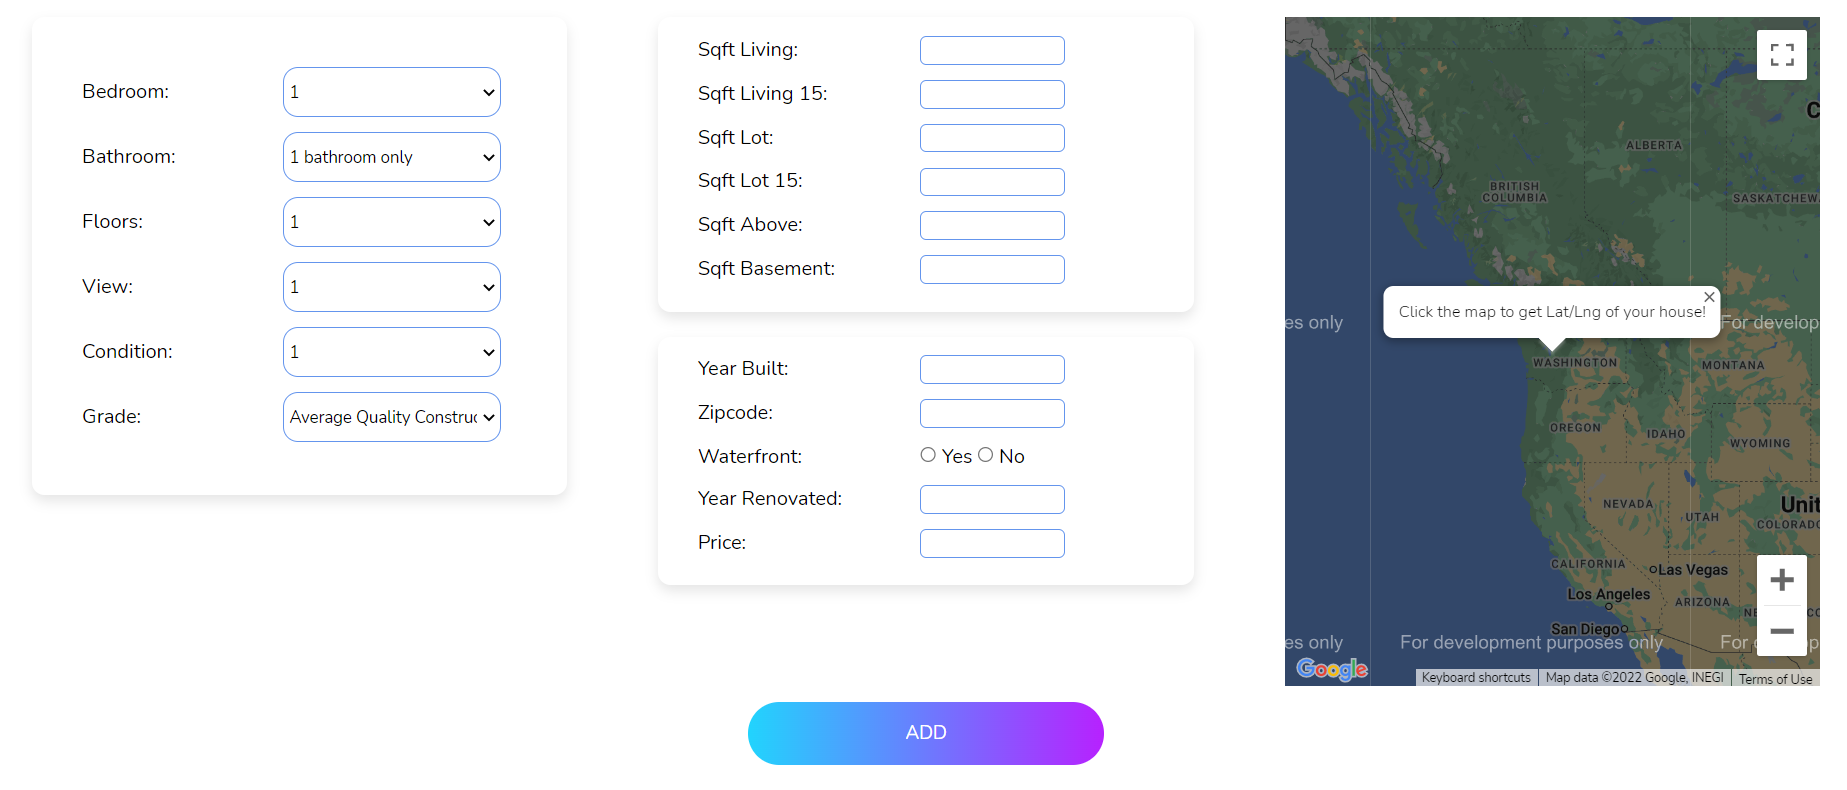 Bedroom: 1
Bathroom: 1 bathroom only
Floors: 1
View: 1
Condition: 1
Grade: Average Quality Construc
Sqft Living:
Sqft Living 15:
Sqft Lot:
Sqft Lot 15:
Sqft Above:
Sqft Basement:
Year Built:
Zipcode:
Waterfront: Yes No
Year Renovated:
Price:
ADD
C
ALBERTA
BRITISH
COLUMBIA
SASKATCHEW
Click the map to get Lat/Lng of your house!
es only
For develop
WASHINGTON
MONTANA
OREGON
IDAHO
WYOMING
NEVADA
Unit
UTAH
COLORADO
CALIFORNIA
Las Vegas
Los Angeles
ARIZONA
NE
CO
San Diego
es only
For development purposes only
For
p
Google
Keyboard shortcuts
Map data ©2022 Google, INEGI
Terms of Use